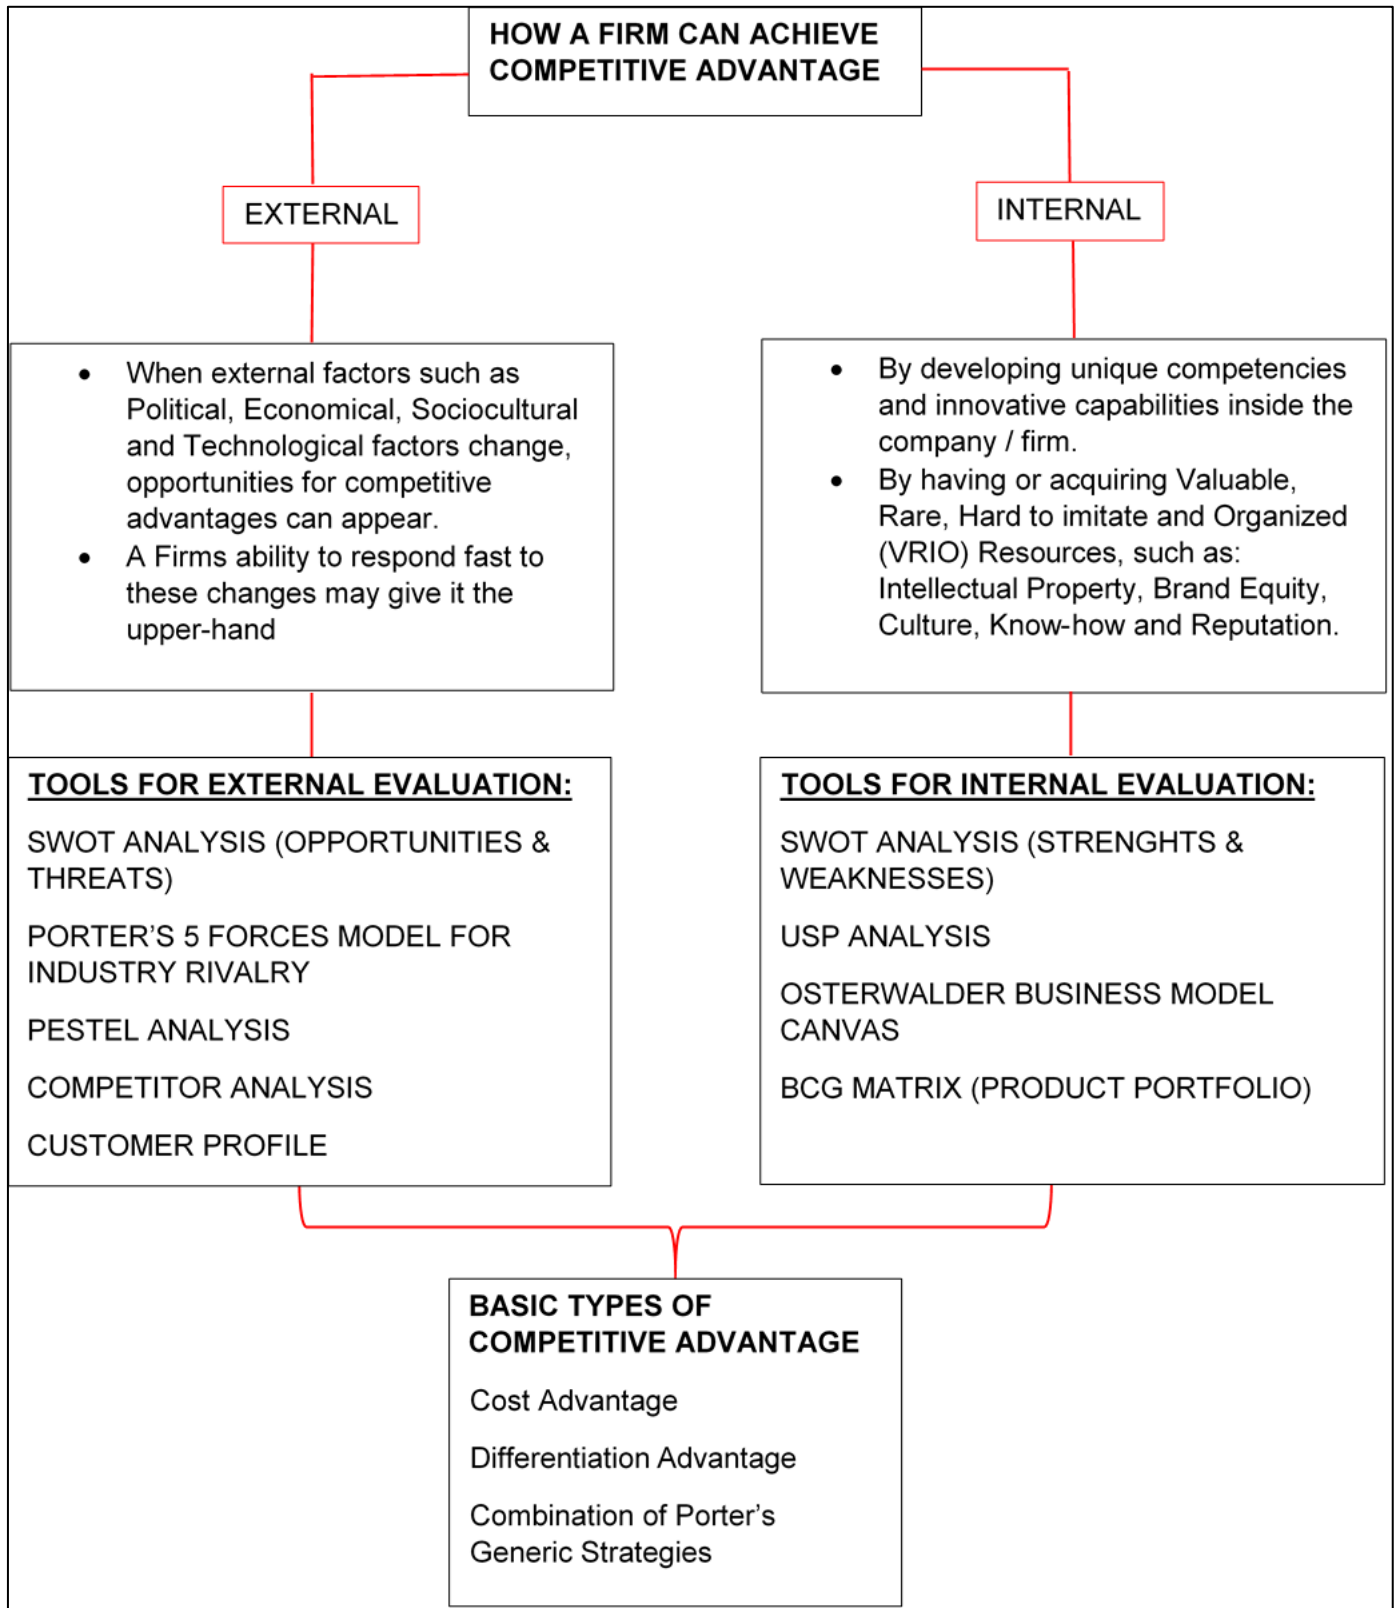 HOW A FIRM CAN ACHIEVE
COMPETITIVE ADVANTAGE
EXTERNAL
INTERNAL
• When external factors such as
Political, Economical, Sociocultural
and Technological factors change,
opportunities for competitive
advantages can appear.
• A Firms ability to respond fast to
these changes may give it the
upper-hand
• By developing unique competencies
and innovative capabilities inside the
company / firm.
• By having or acquiring Valuable,
Rare, Hard to imitate and Organized
(VRIO) Resources, such as:
Intellectual Property, Brand Equity,
Culture, Know-how and Reputation.
TOOLS FOR EXTERNAL EVALUATION:
SWOT ANALYSIS (OPPORTUNITIES &
THREATS)
PORTER’S 5 FORCES MODEL FOR
INDUSTRY RIVALRY
PESTEL ANALYSIS
COMPETITOR ANALYSIS
CUSTOMER PROFILE
TOOLS FOR INTERNAL EVALUATION:
SWOT ANALYSIS (STRENGHTS &
WEAKNESSES)
USP ANALYSIS
OSTERWALDER BUSINESS MODEL
CANVAS
BCG MATRIX (PRODUCT PORTFOLIO)
BASIC TYPES OF
COMPETITIVE ADVANTAGE
Cost Advantage
Differentiation Advantage
Combination of Porter’s
Generic Strategies